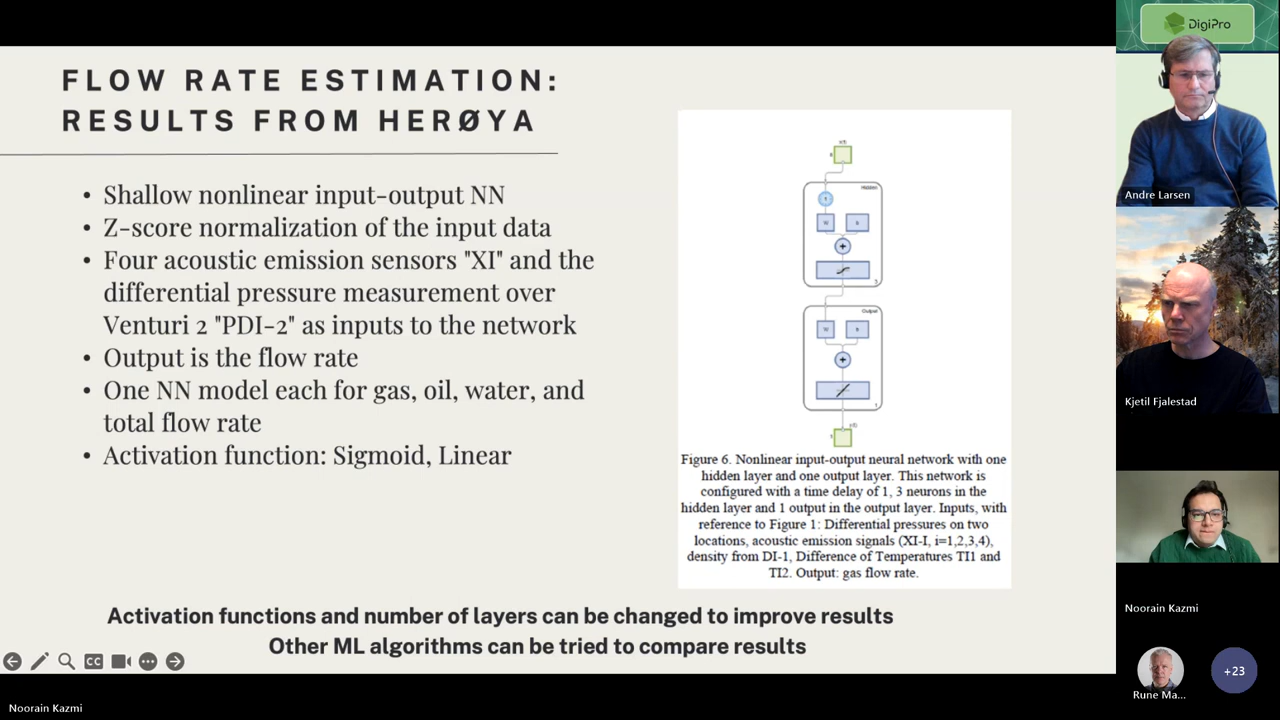 FLOW RATE ESTIMATION:
RESULTS FROM HERØYA
• Shallow nonlinear input-output NN
• Z-score normalization of the input data
• Four acoustic emission sensors "XI" and the
differential pressure measurement over
Venturi 2 "PDI-2" as inputs to the network
• Output is the flow rate
• One NN model each for gas, oil, water, and
total flow rate
• Activation function: Sigmoid, Linear
Hidden
W
b
+
Output
W
b
+
Figure 6. Nonlinear input-output neural network with one
hidden layer and one output layer. This network is
configured with a time delay of 1, 3 neurons in the
hidden layer and 1 output in the output layer. Inputs, with
reference to Figure 1: Differential pressures on two
locations, acoustic emission signals (XI-I, i=1,2,3,4),
density from DI-1, Difference of Temperatures TI1 and
TI2. Output: gas flow rate.
Activation functions and number of layers can be changed to improve results
Other ML algorithms can be tried to compare results
CC
Noorain Kazmi
DigiPro
Andre Larsen
Kjetil Fjalestad
Noorain Kazmi
Rune Ma...
+23